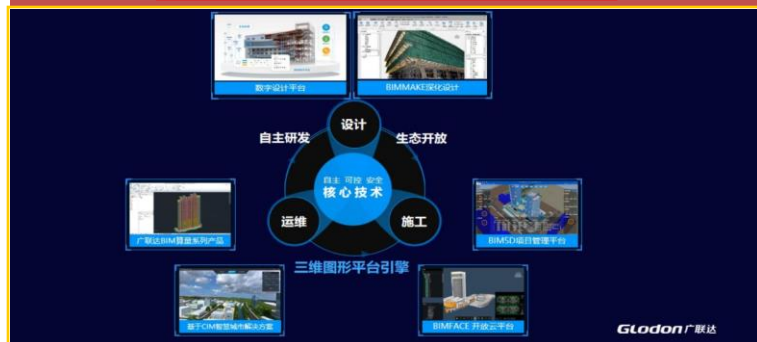 数字设计平台
BIMMAKE深化设计
设计
自主研发
生态开放
自主 可控 安全
核心技术
运维
施工
广联达BIM算量系列产品
BIM5D项目管理平台
三维图形平台引擎
基于CIM智慧城市解决方案
BIMFACE 开放云平台
GLodon广联达